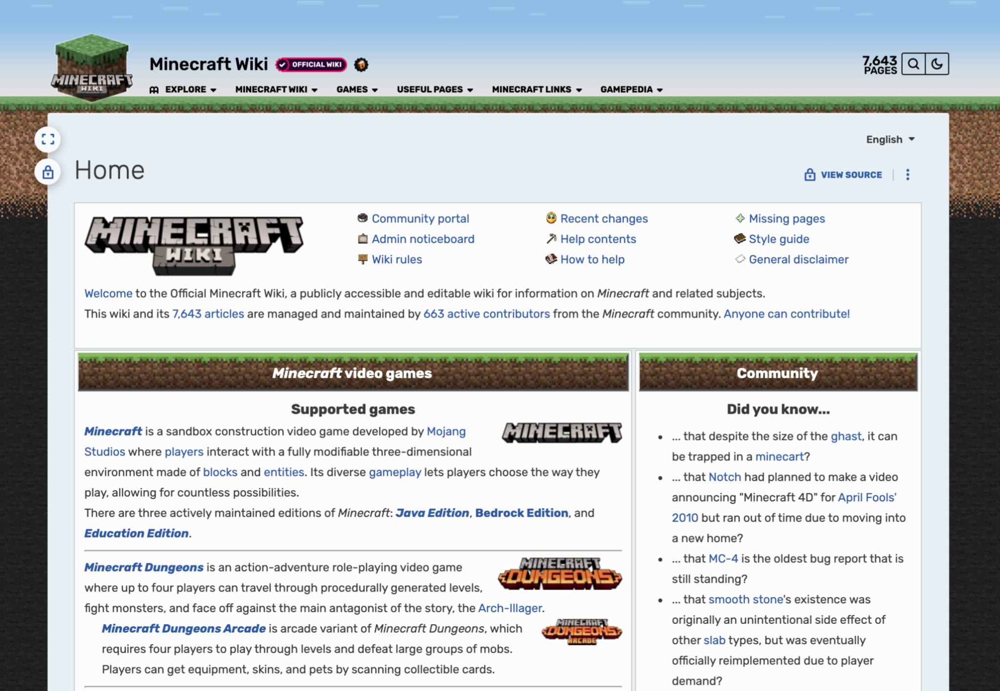 MINECRAFT
WIKI
Minecraft Wiki
OFFICIAL WIKI
7,643
PAGES
EXPLORE
MINECRAFT WIKI
GAMES
USEFUL PAGES
MINECRAFT LINKS
GAMEPEDIA
English
Home
VIEW SOURCE
MINECRAFT
WIKI
Community portal
Recent changes
Missing pages
Admin noticeboard
Help contents
Style guide
Wiki rules
How to help
General disclaimer
Welcome to the Official Minecraft Wiki, a publicly accessible and editable wiki for information on Minecraft and related subjects.
This wiki and its 7,643 articles are managed and maintained by 663 active contributors from the Minecraft community. Anyone can contribute!
Minecraft video games
Supported games
MINECRAFT
Minecraft is a sandbox construction video game developed by Mojang
Studios where players interact with a fully modifiable three-dimensional
environment made of blocks and entities. Its diverse gameplay lets players choose the way they
play, allowing for countless possibilities.
There are three actively maintained editions of Minecraft: Java Edition, Bedrock Edition, and
Education Edition.
MINECRAFT
DUNGEONS
Minecraft Dungeons is an action-adventure role-playing video game
where up to four players can travel through procedurally generated levels,
fight monsters, and face off against the main antagonist of the story, the Arch-Illager.
MINECRAFT
DUNGEONS
ARCADE
Minecraft Dungeons Arcade is arcade variant of Minecraft Dungeons, which
requires four players to play through levels and defeat large groups of mobs.
Players can get equipment, skins, and pets by scanning collectible cards.
Community
Did you know...
... that despite the size of the ghast, it can
be trapped in a minecart?
... that Notch had planned to make a video
announcing "Minecraft 4D" for April Fools'
2010 but ran out of time due to moving into
a new home?
... that MC-4 is the oldest bug report that is
still standing?
... that smooth stone's existence was
originally an unintentional side effect of
other slab types, but was eventually
officially reimplemented due to player
demand?